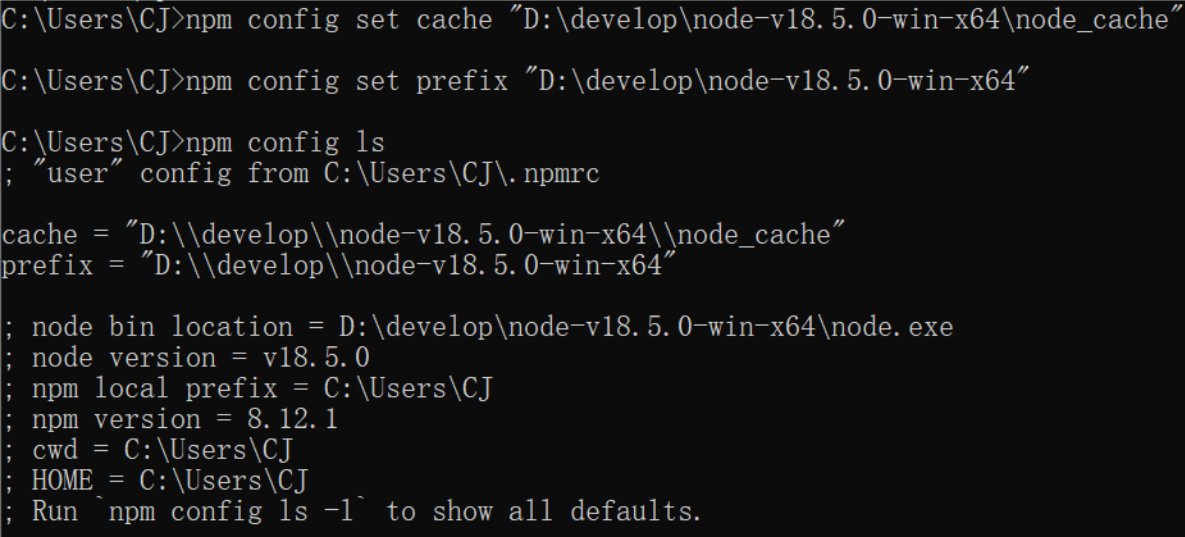 C:\Users\CJ>npm config set cache "D:\develop\node-v18.5.0-win-x64\node_cache"
C:\Users\CJ>npm config set prefix "D:\develop\node-v18.5.0-win-x64"
C:\Users\CJ>npm config ls
; "user" config from C:\Users\CJ\.npmrc
cache = "D:\\develop\\node-v18.5.0-win-x64\\node_cache"
prefix = "D:\\develop\\node-v18.5.0-win-x64"
; node bin location = D:\develop\node-v18.5.0-win-x64\node.exe
; node version = v18.5.0
; npm local prefix = C:\Users\CJ
; npm version = 8.12.1
; cwd = C:\Users\CJ
; HOME = C:\Users\CJ
; Run `npm config ls -l` to show all defaults.